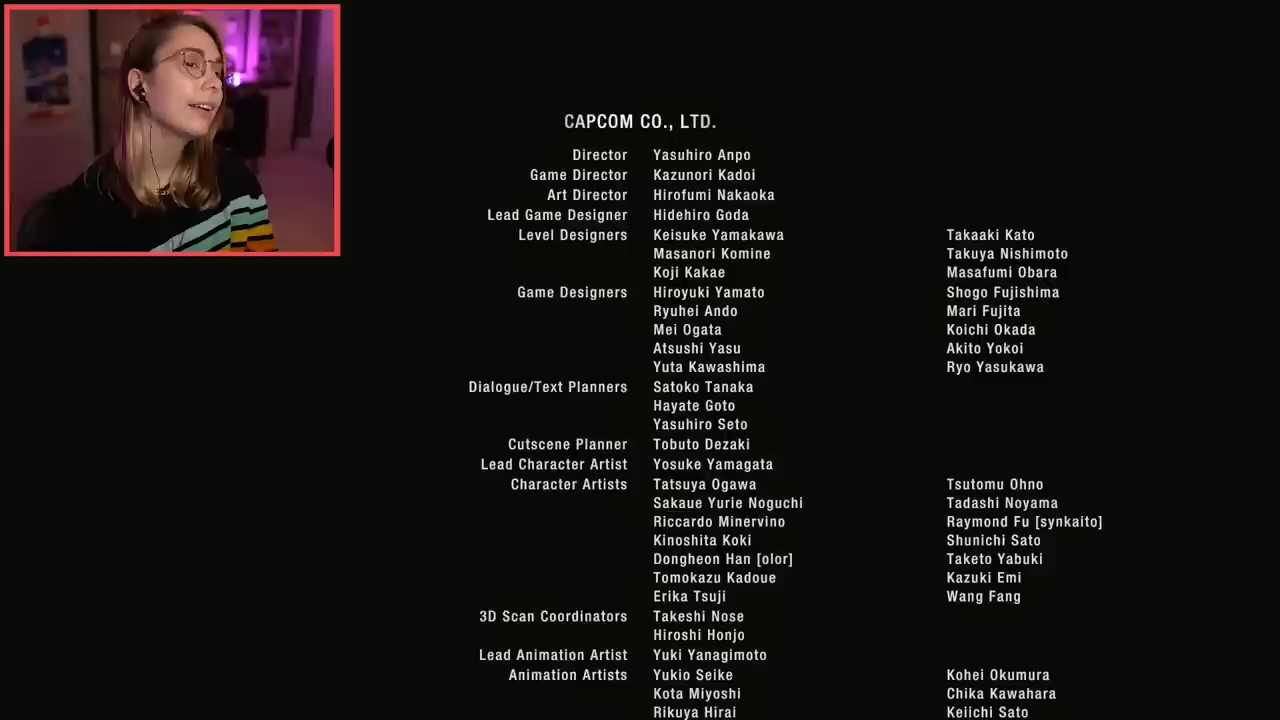 CAPCOM CO., LTD.
Director Yasuhiro Anpo
Game Director Kazunori Kadoi
Art Director Hirofumi Nakaoka
Lead Game Designer Hidehiro Goda
Level Designers Keisuke Yamakawa Takaaki Kato
Masanori Komine Takuya Nishimoto
Koji Kakae Masafumi Obara
Game Designers Hiroyuki Yamato Shogo Fujishima
Ryuhei Ando Mari Fujita
Mei Ogata Koichi Okada
Atsushi Yasu Akito Yokoi
Yuta Kawashima Ryo Yasukawa
Dialogue/Text Planners Satoko Tanaka
Hayate Goto
Yasuhiro Seto
Cutscene Planner Tobuto Dezaki
Lead Character Artist Yosuke Yamagata
Character Artists Tatsuya Ogawa Tsutomu Ohno
Sakaue Yurie Noguchi Tadashi Noyama
Riccardo Minervino Raymond Fu [synkaito]
Kinoshita Koki Shunichi Sato
Dongheon Han [olor] Taketo Yabuki
Tomokazu Kadoue Kazuki Emi
Erika Tsuji Wang Fang
3D Scan Coordinators Takeshi Nose
Hiroshi Honjo
Lead Animation Artist Yuki Yanagimoto
Animation Artists Yukio Seike Kohei Okumura
Kota Miyoshi Chika Kawahara
Rikuya Hirai Keiichi Sato